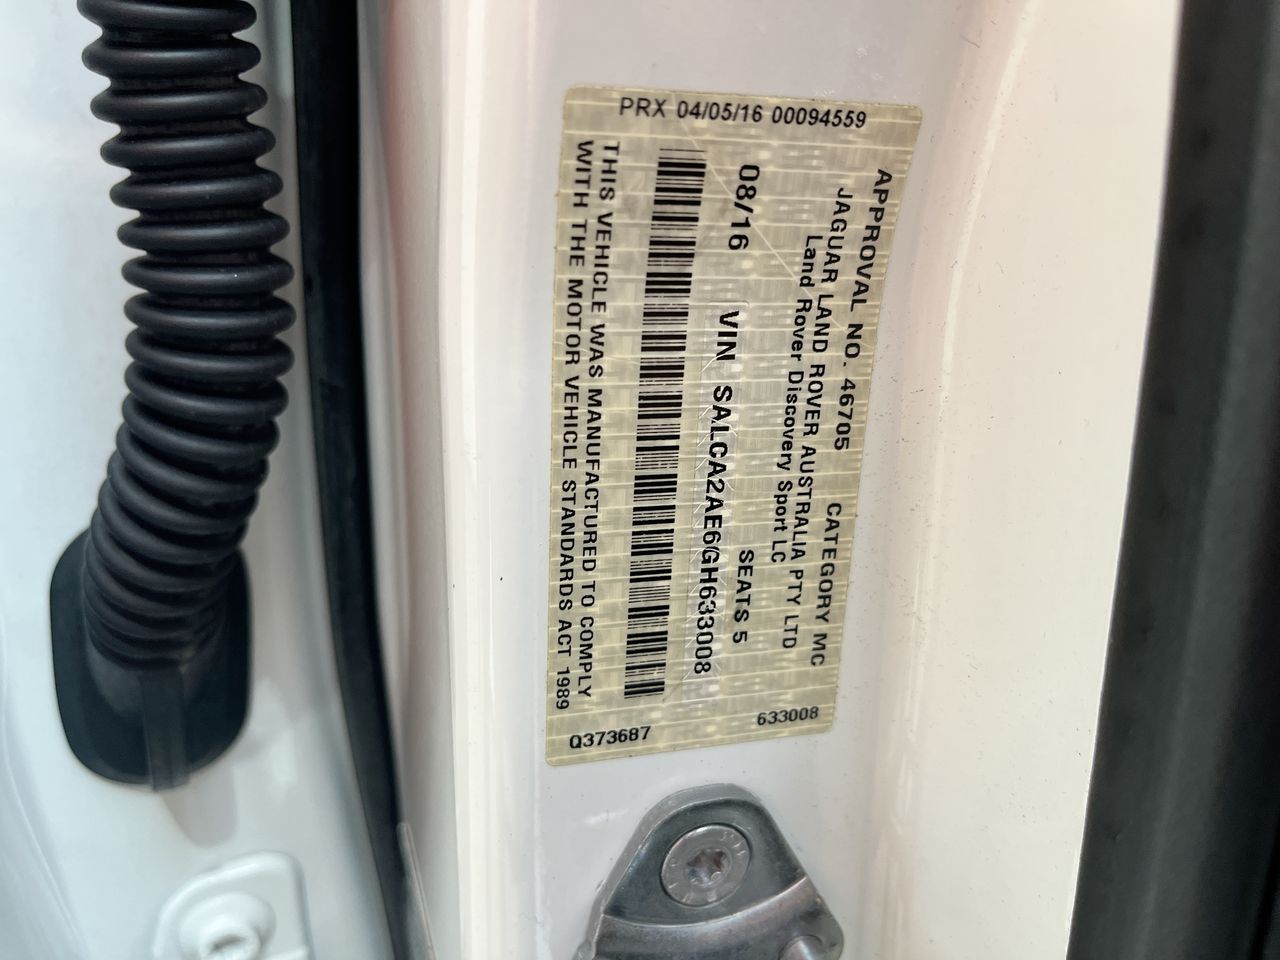 PRX 04/05/16 00094559
APPROVAL NO. 46705 CATEGORY MC
JAGUAR LAND ROVER AUSTRALIA PTY LTD
Land Rover Discovery Sport LC
08/16 VIN SALCA2AE6GH633008 SEATS 5
THIS VEHICLE WAS MANUFACTURED TO COMPLY
WITH THE MOTOR VEHICLE STANDARDS ACT 1989
Q373687 633008